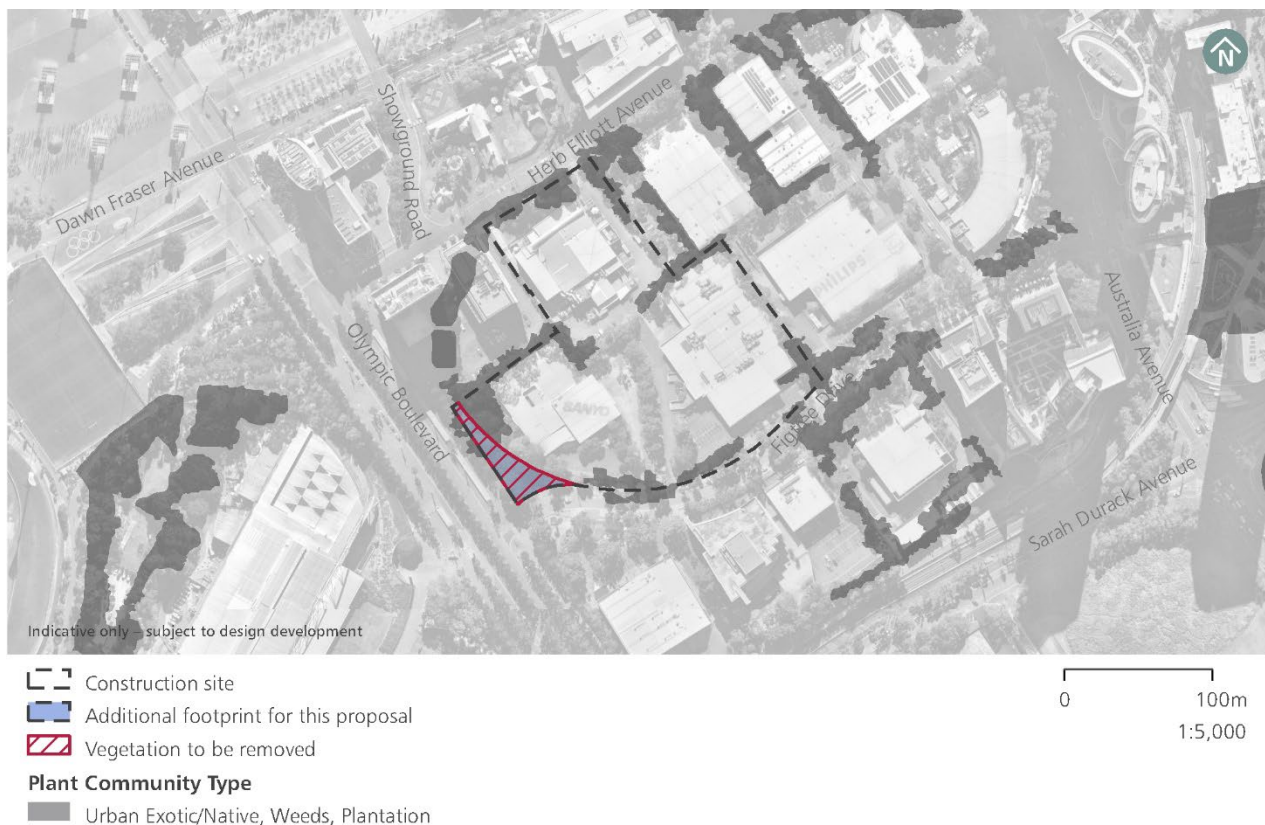 N
Showground Road
Herb Elliott Avenue
Dawn Fraser Avenue
PHILIPS
Australia Avenue
Olympic Boulevard
SANYO
Figtree Drive
Sarah Durack Avenue
Indicative only – subject to design development
Construction site
Additional footprint for this proposal
Vegetation to be removed
Plant Community Type
Urban Exotic/Native, Weeds, Plantation
0 100m
1:5,000